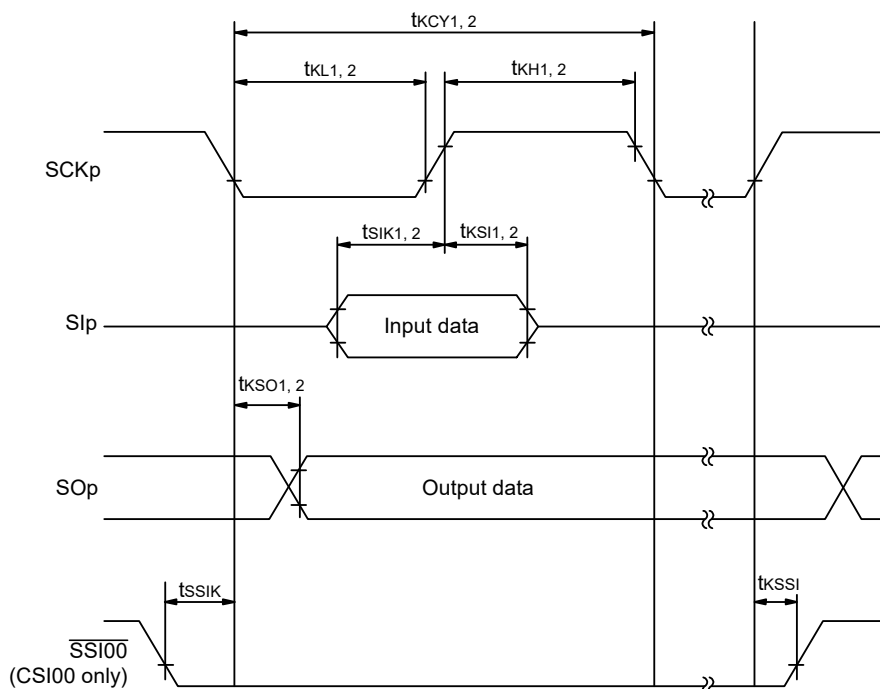 tKCY1, 2
tKL1, 2
tKH1, 2
SCKp
tSIK1, 2
tKSI1, 2
SIp
Input data
tKSO1, 2
SOp
Output data
tSSIK
tKSSI
SSI00
(CSI00 only)